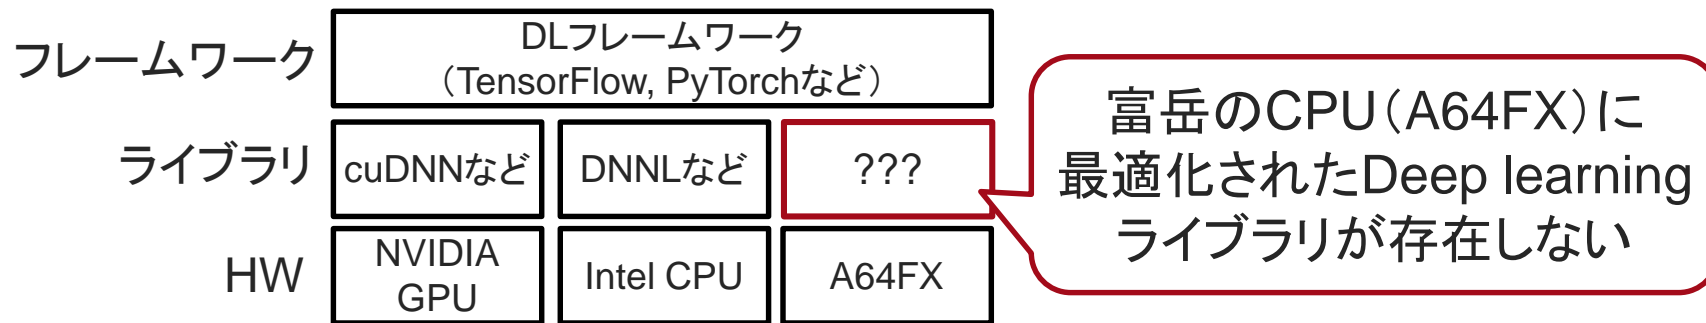 フレームワーク
DLフレームワーク
（TensorFlow, PyTorchなど）
ライブラリ
cuDNNなど
DNNLなど
???
HW
NVIDIA
GPU
Intel CPU
A64FX
富岳のCPU（A64FX）に
最適化されたDeep learning
ライブラリが存在しない